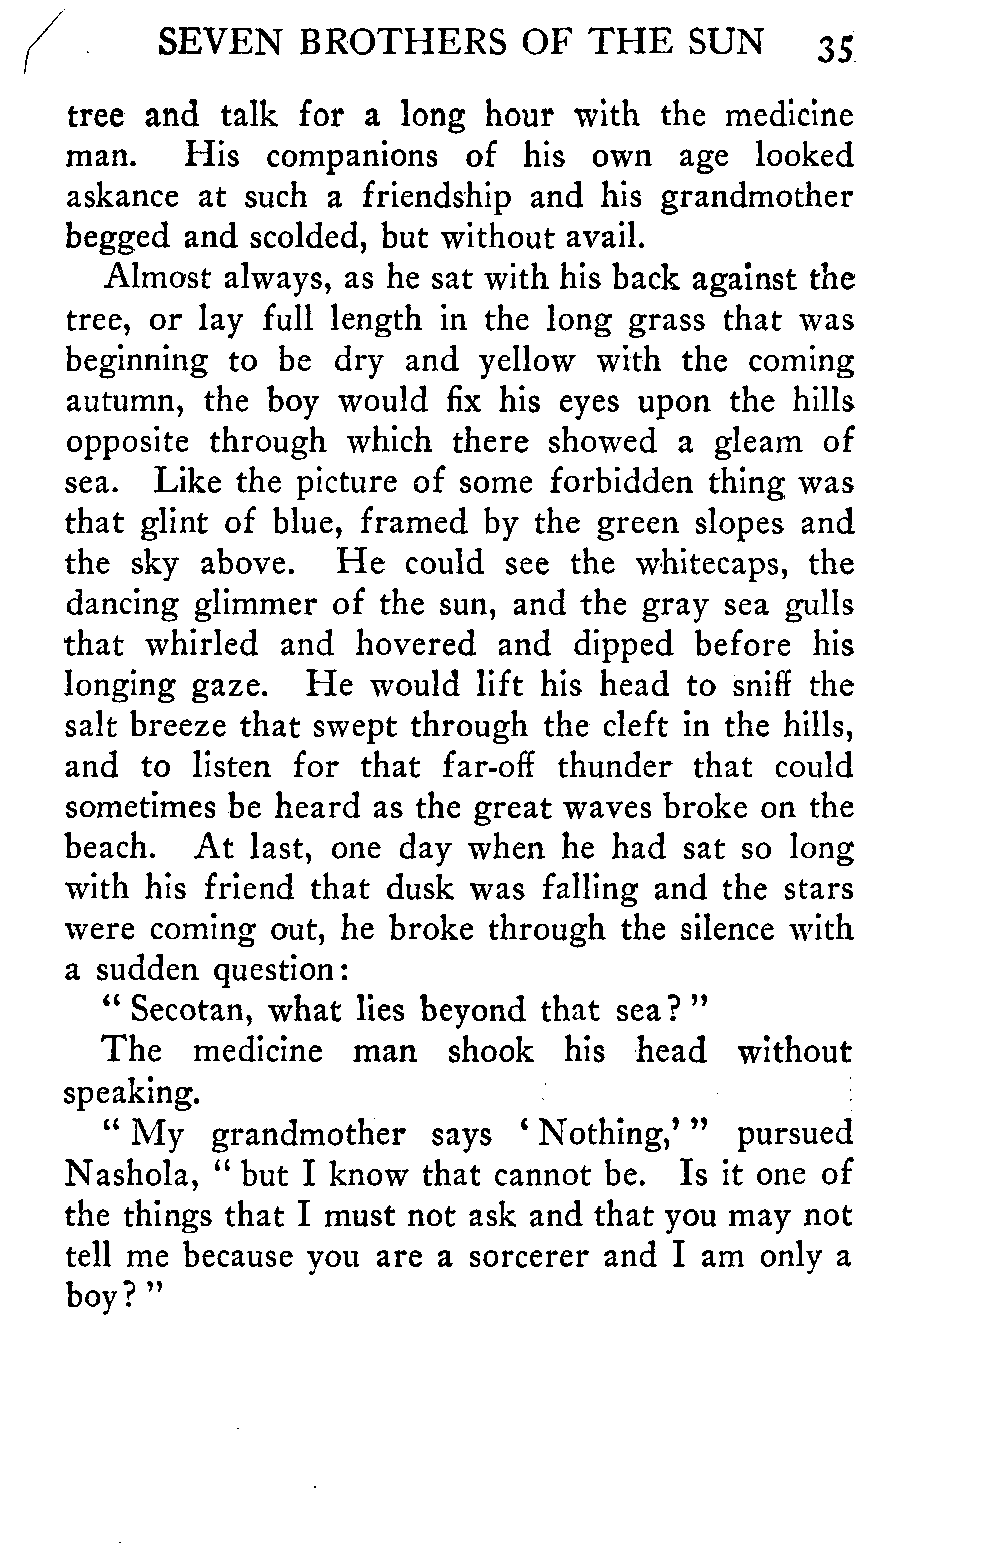 SEVEN BROTHERS OF THE SUN 35
tree and talk for a long hour with the medicine
man. His companions of his own age looked
askance at such a friendship and his grandmother
begged and scolded, but without avail.
Almost always, as he sat with his back against the
tree, or lay full length in the long grass that was
beginning to be dry and yellow with the coming
autumn, the boy would fix his eyes upon the hills
opposite through which there showed a gleam of
sea. Like the picture of some forbidden thing was
that glint of blue, framed by the green slopes and
the sky above. He could see the whitecaps, the
dancing glimmer of the sun, and the gray sea gulls
that whirled and hovered and dipped before his
longing gaze. He would lift his head to sniff the
salt breeze that swept through the cleft in the hills,
and to listen for that far-off thunder that could
sometimes be heard as the great waves broke on the
beach. At last, one day when he had sat so long
with his friend that dusk was falling and the stars
were coming out, he broke through the silence with
a sudden question:
“ Secotan, what lies beyond that sea? ”
The medicine man shook his head without
speaking.
“ My grandmother says ‘ Nothing,’ ” pursued
Nashola, “ but I know that cannot be. Is it one of
the things that I must not ask and that you may not
tell me because you are a sorcerer and I am only a
boy? ”